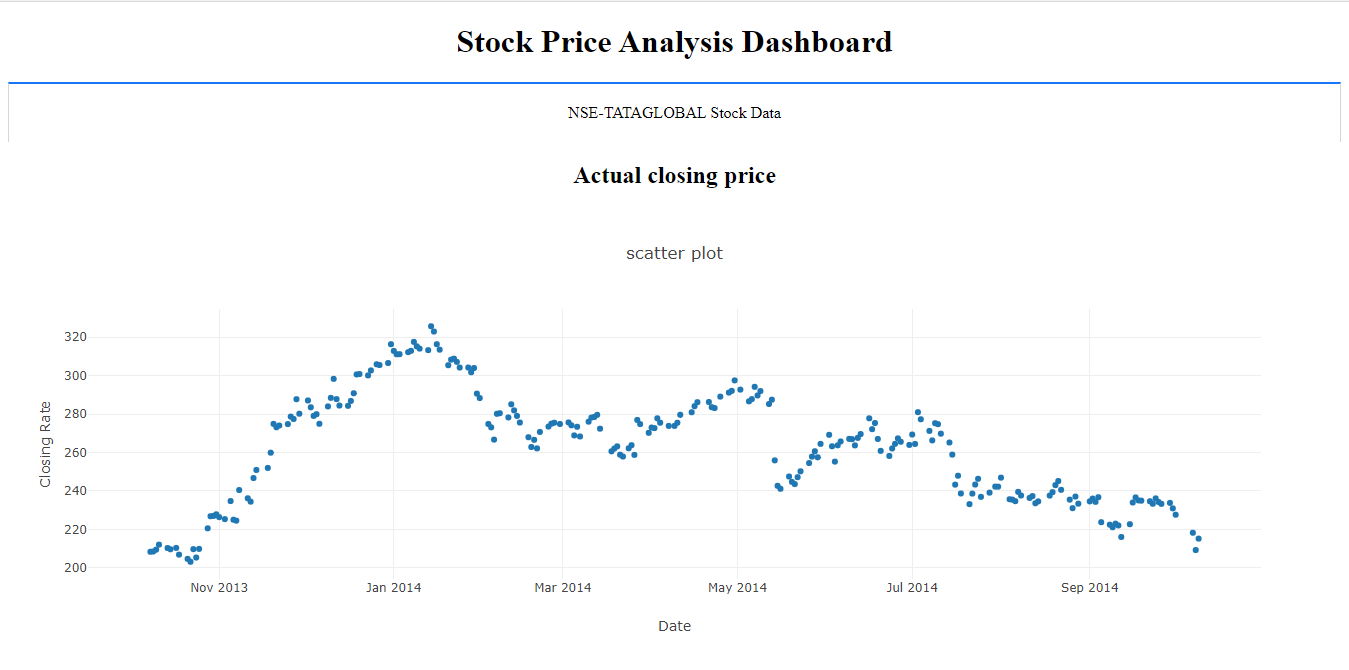 Stock Price Analysis Dashboard
NSE-TATAGLOBAL Stock Data
Actual closing price
scatter plot
320
300
280
260
240
220
200
Closing Rate
Nov 2013 Jan 2014 Mar 2014 May 2014 Jul 2014 Sep 2014
Date